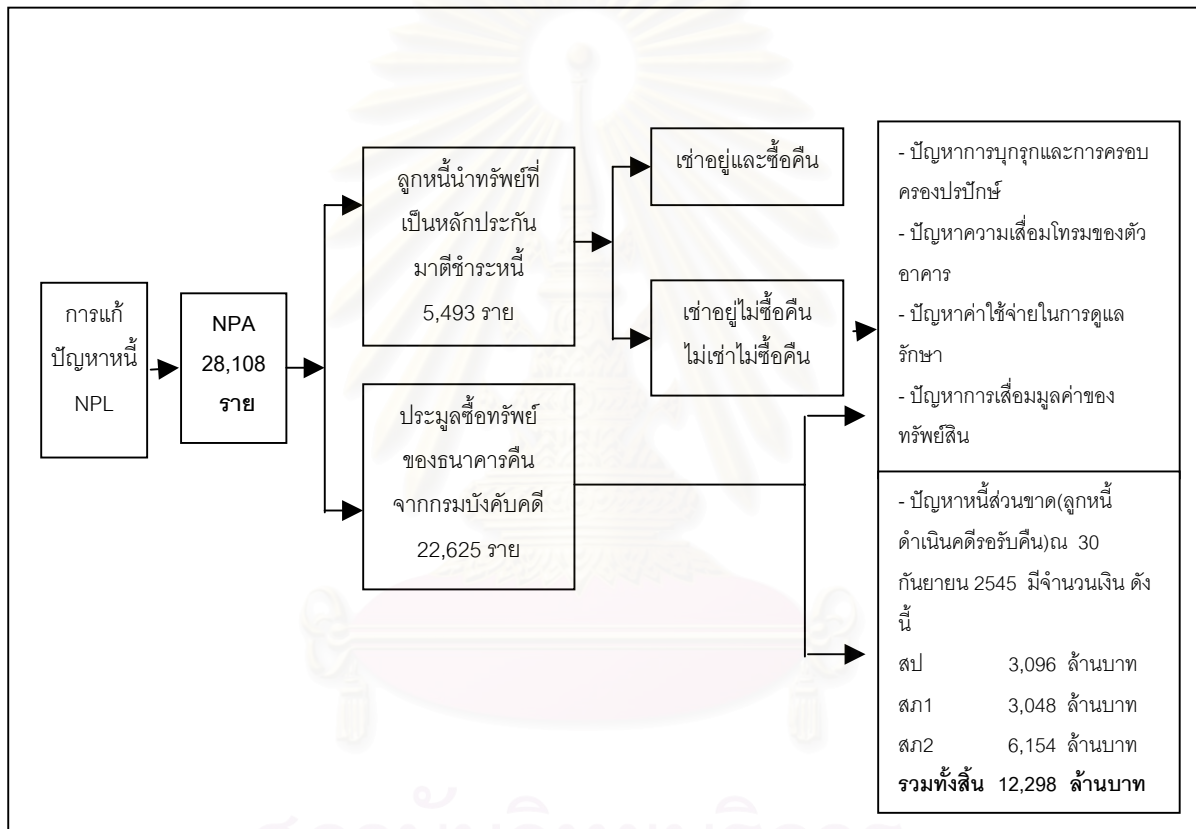 การแก้
ปัญหาหนี้
NPL
NPA
28,108
ราย
ลูกหนี้นำทรัพย์ที่
เป็นหลักประกัน
มาตีชำระหนี้
5,493 ราย
ประมูลซื้อทรัพย์
ของธนาคารคืน
จากกรมบังคับคดี
22,625 ราย
เช่าอยู่และซื้อคืน
เช่าอยู่ไม่ซื้อคืน
ไม่เช่าไม่ซื้อคืน
- ปัญหาการบุกรุกและการครอบ
ครองปรปักษ์
- ปัญหาความเสื่อมโทรมของตัว
อาคาร
- ปัญหาค่าใช้จ่ายในการดูแล
รักษา
- ปัญหาการเสื่อมมูลค่าของ
ทรัพย์สิน
- ปัญหาหนี้ส่วนขาด(ลูกหนี้
ดำเนินคดีรอรับคืน)ณ 30
กันยายน 2545 มีจำนวนเงิน ดัง
นี้
สป 3,096 ล้านบาท
สภ1 3,048 ล้านบาท
สภ2 6,154 ล้านบาท
รวมทั้งสิ้น 12,298 ล้านบาท